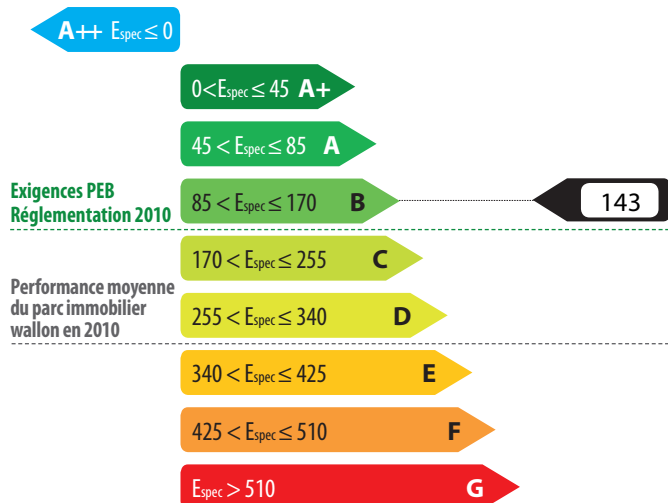 A++ Espec ≤ 0
0 < Espec ≤ 45 A+
45 < Espec ≤ 85 A
Exigences PEB
Réglementation 2010
85 < Espec ≤ 170 B
143
170 < Espec ≤ 255 C
Performance moyenne
du parc immobilier
wallon en 2010
255 < Espec ≤ 340 D
340 < Espec ≤ 425 E
425 < Espec ≤ 510 F
Espec > 510 G